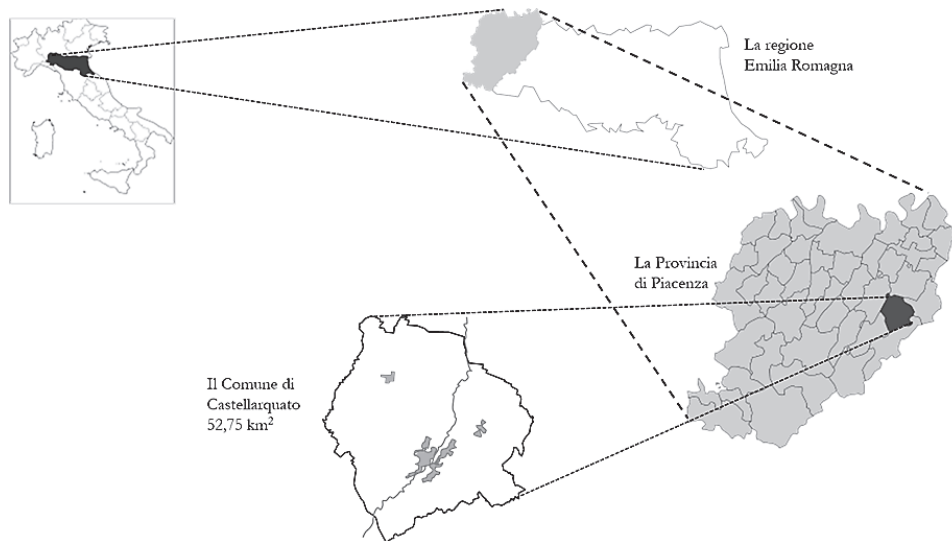 La regione
Emilia Romagna
La Provincia
di Piacenza
Il Comune di
Castellarquato
52,75 km²